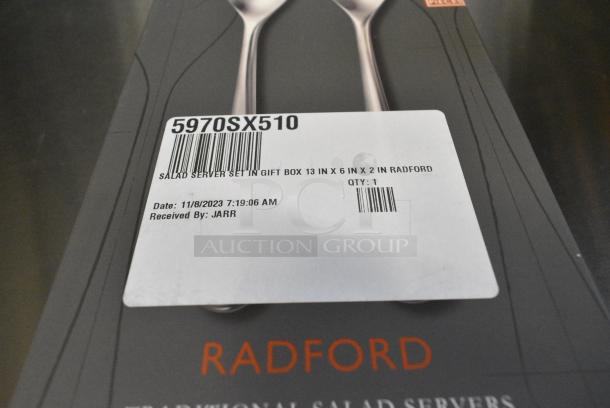 5970SX510
SALAD SERVER SET IN GIFT BOX 13 IN X 6 IN X 2 IN RADFORD
QTY: 1
Date: 11/8/2023 7:19:06 AM
Received By: JARR
PCI
AUCTION GROUP
RADFORD
TRADITIONAL SALAD SERVERS